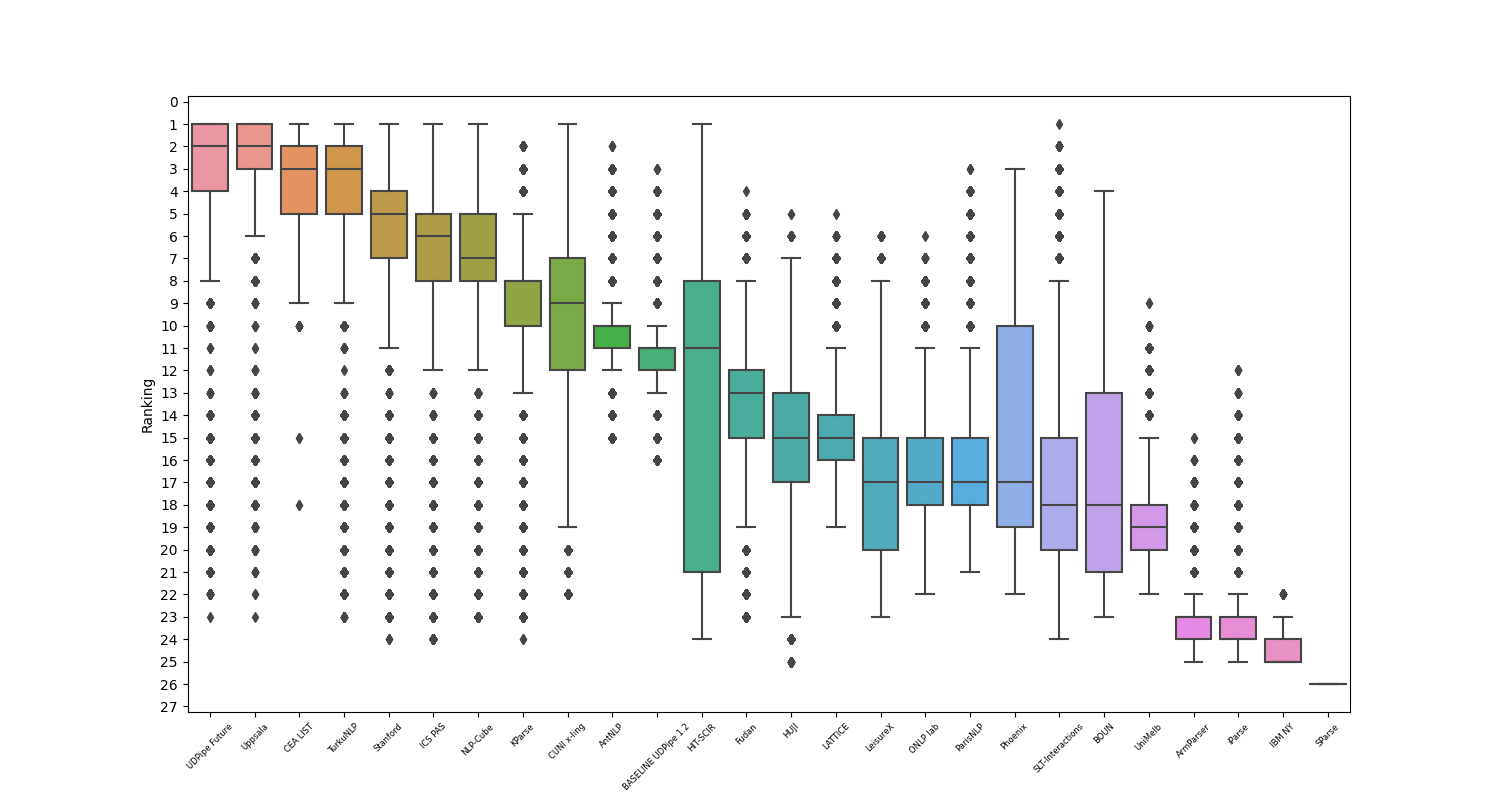 Ranking
0
1
2
3
4
5
6
7
8
9
10
11
12
13
14
15
16
17
18
19
20
21
22
23
24
25
26
27
UDPipe Future
Uppsala
CEA LIST
TurkuNLP
Stanford
ICS PAS
NLP-Cube
KParse
CUNI x-ling
AntNLP
BASELINE UDPipe 1.2
HIT-SCIR
Fudan
HUJI
LATTICE
LeisureX
ONLP lab
ParisNLP
Phoenix
SLT-Interactions
BOUN
UniMelb
ArmParser
iParse
IBM NY
SParse